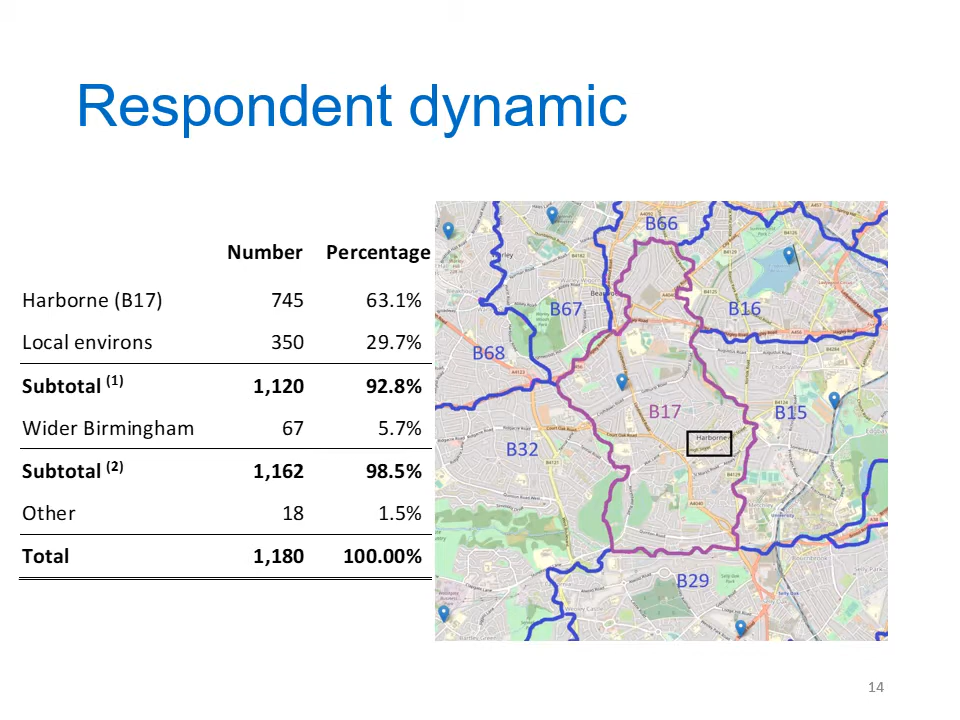 Respondent dynamic
Number Percentage
Harborne (B17) 745 63.1%
Local environs 350 29.7%
Subtotal (1) 1,120 92.8%
Wider Birmingham 67 5.7%
Subtotal (2) 1,162 98.5%
Other 18 1.5%
Total 1,180 100.00%
B66
B67
B16
B68
B17
B15
Harborne
B32
B29
14